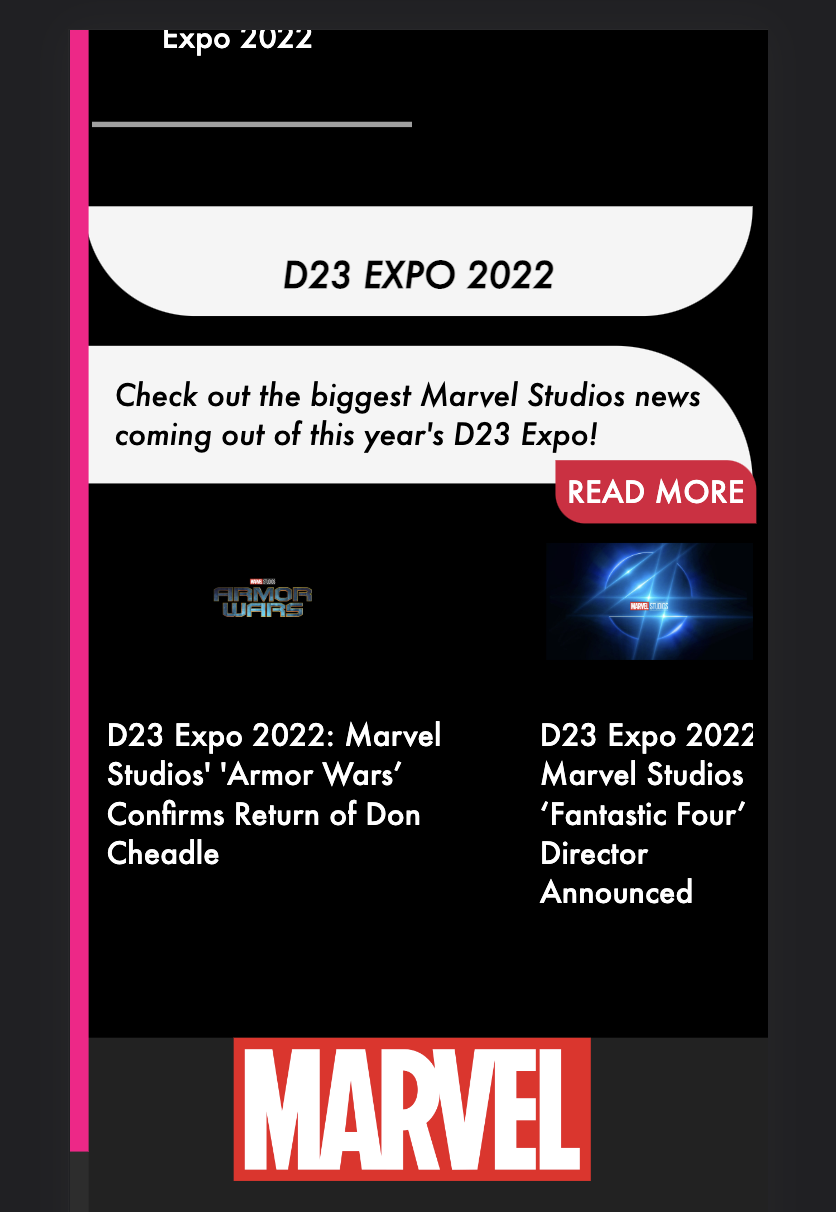 Expo 2022
D23 EXPO 2022
Check out the biggest Marvel Studios news
coming out of this year's D23 Expo!
READ MORE
MARVEL STUDIOS
ARMOR
WARS
MARVEL STUDIOS
D23 Expo 2022: Marvel
Studios' 'Armor Wars’
Confirms Return of Don
Cheadle
D23 Expo 2022
Marvel Studios
‘Fantastic Four’
Director
Announced
MARVEL